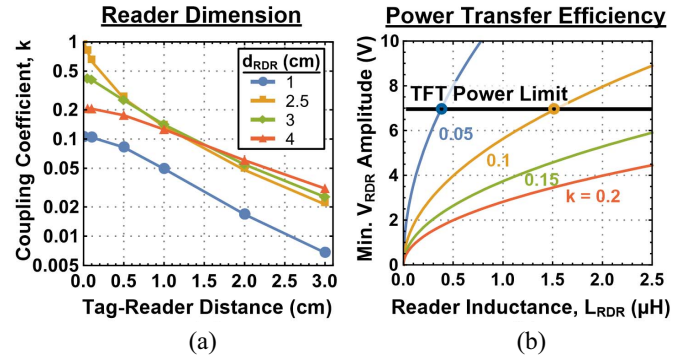 Reader Dimension
Coupling Coefficient, k
1
0.5
0.2
0.1
0.05
0.02
0.01
0.005
d_RDR (cm)
1
2.5
3
4
0.0 0.5 1.0 1.5 2.0 2.5 3.0
Tag-Reader Distance (cm)
(a)
Power Transfer Efficiency
Min. V_RDR Amplitude (V)
10
8
6
4
2
0
TFT Power Limit
0.05
0.1
0.15
k = 0.2
0.0 0.5 1.0 1.5 2.0 2.5
Reader Inductance, L_RDR (µH)
(b)